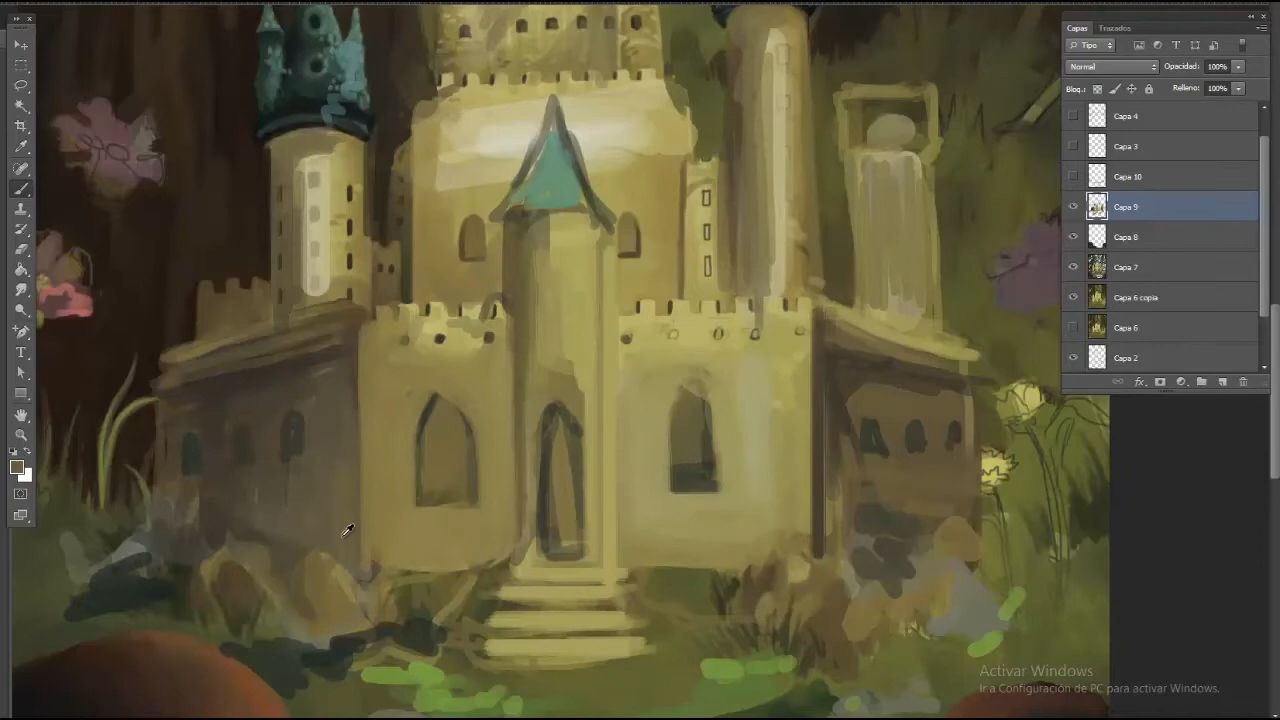 Capas Trazados
Tipo
Normal Opacidad: 100%
Bloq.: Relleno: 100%
Capa 4
Capa 3
Capa 10
Capa 9
Capa 8
Capa 7
Capa 6 copia
Capa 6
Capa 2
Activar Windows
Ir a Configuración de PC para activar Windows.